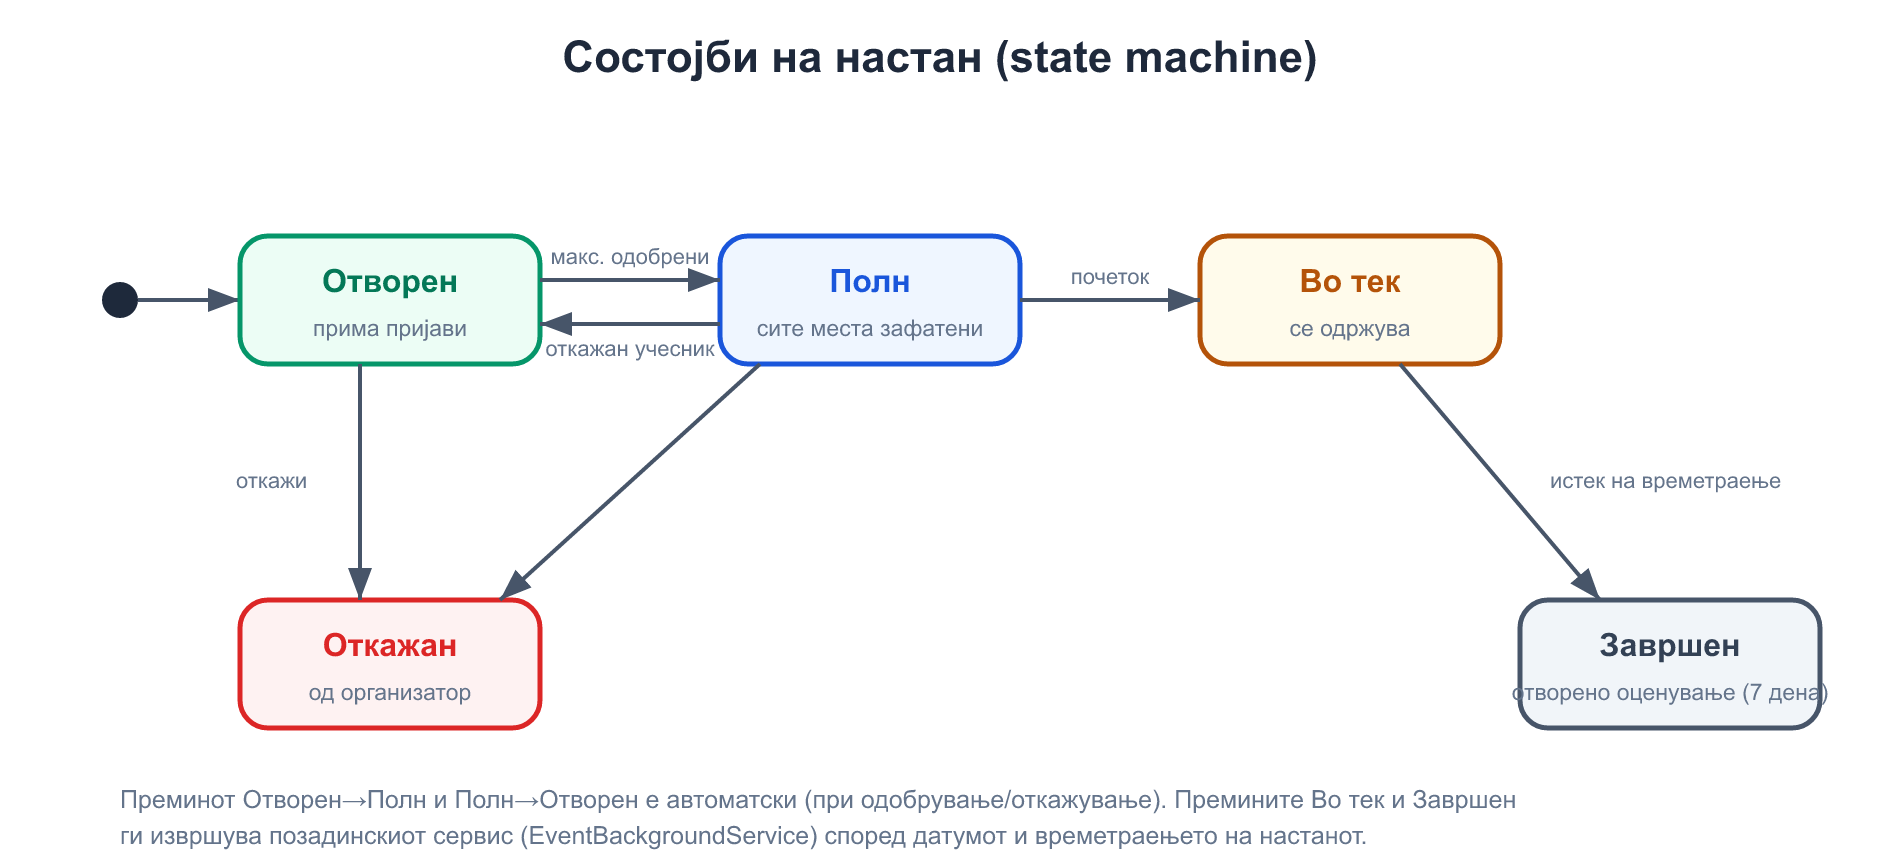 Состојби на настан (state machine)
макс. одобрени
Отворен
прима пријави
откажан учесник
Полн
сите места зафатени
почеток
Во тек
се одржува
откажи
истек на времетраење
Откажан
од организатор
Завршен
отворено оценување (7 дена)
Преминот Отворен→Полн и Полн→Отворен е автоматски (при одобрување/откажување). Премините Во тек и Завршен
ги извршува позадинскиот сервис (EventBackgroundService) според датумот и времетраењето на настанот.